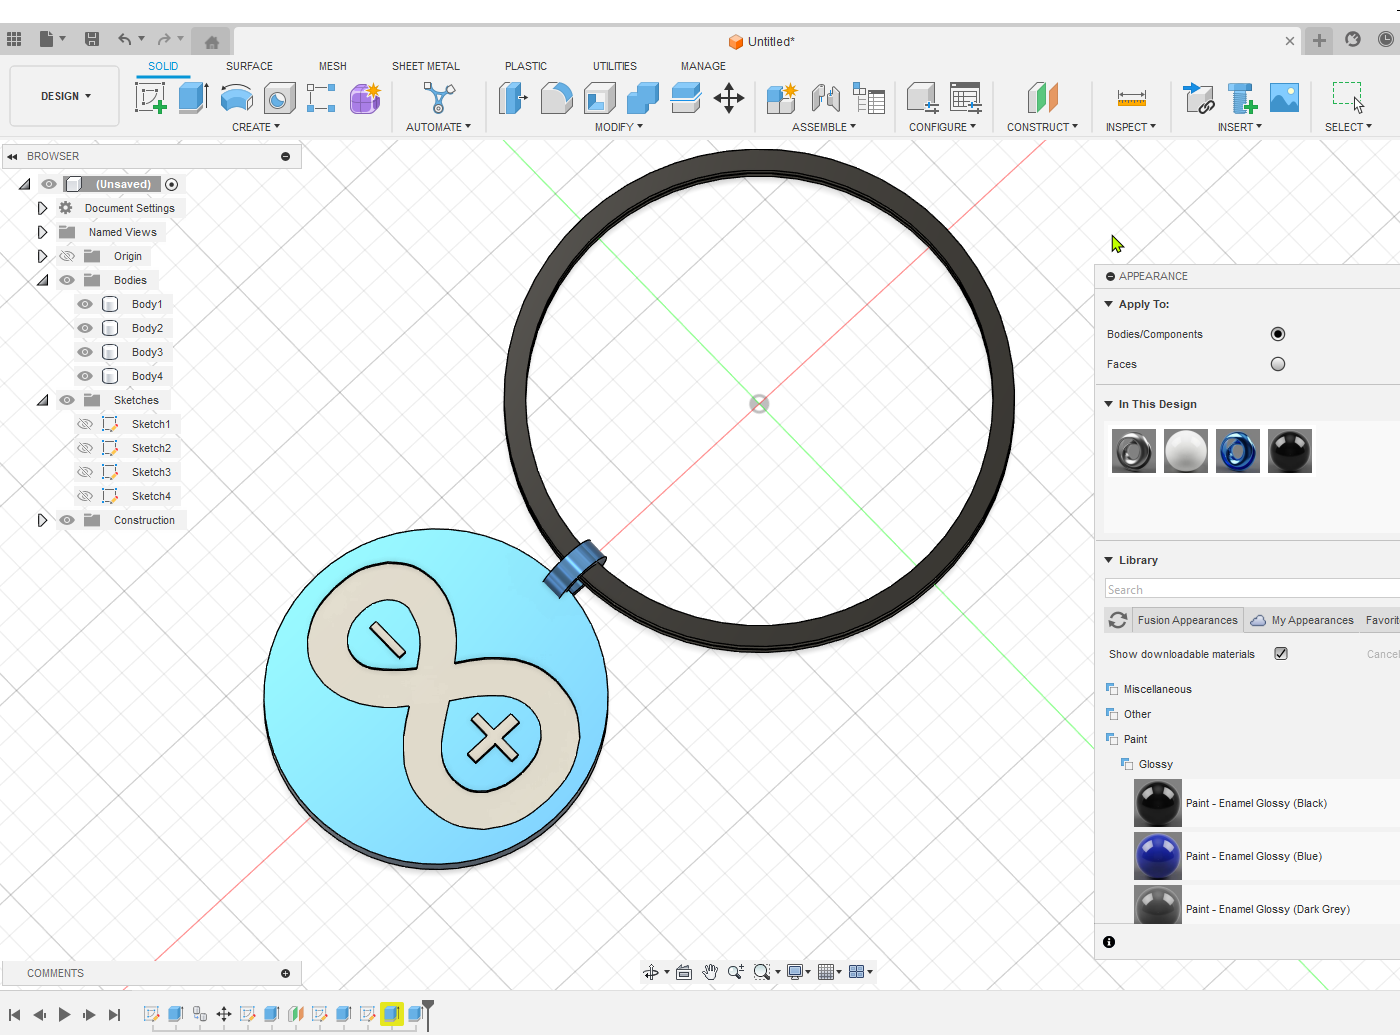 Untitled*
SOLID SURFACE MESH SHEET METAL PLASTIC UTILITIES MANAGE
DESIGN
CREATE AUTOMATE MODIFY ASSEMBLE CONFIGURE CONSTRUCT INSPECT INSERT SELECT
BROWSER
(Unsaved)
Document Settings
Named Views
Origin
Bodies
Body1
Body2
Body3
Body4
Sketches
Sketch1
Sketch2
Sketch3
Sketch4
Construction
APPEARANCE
Apply To:
Bodies/Components
Faces
In This Design
Library
Search
Fusion Appearances My Appearances Favorit
Show downloadable materials Cancel
Miscellaneous
Other
Paint
Glossy
Paint - Enamel Glossy (Black)
Paint - Enamel Glossy (Blue)
Paint - Enamel Glossy (Dark Grey)
COMMENTS